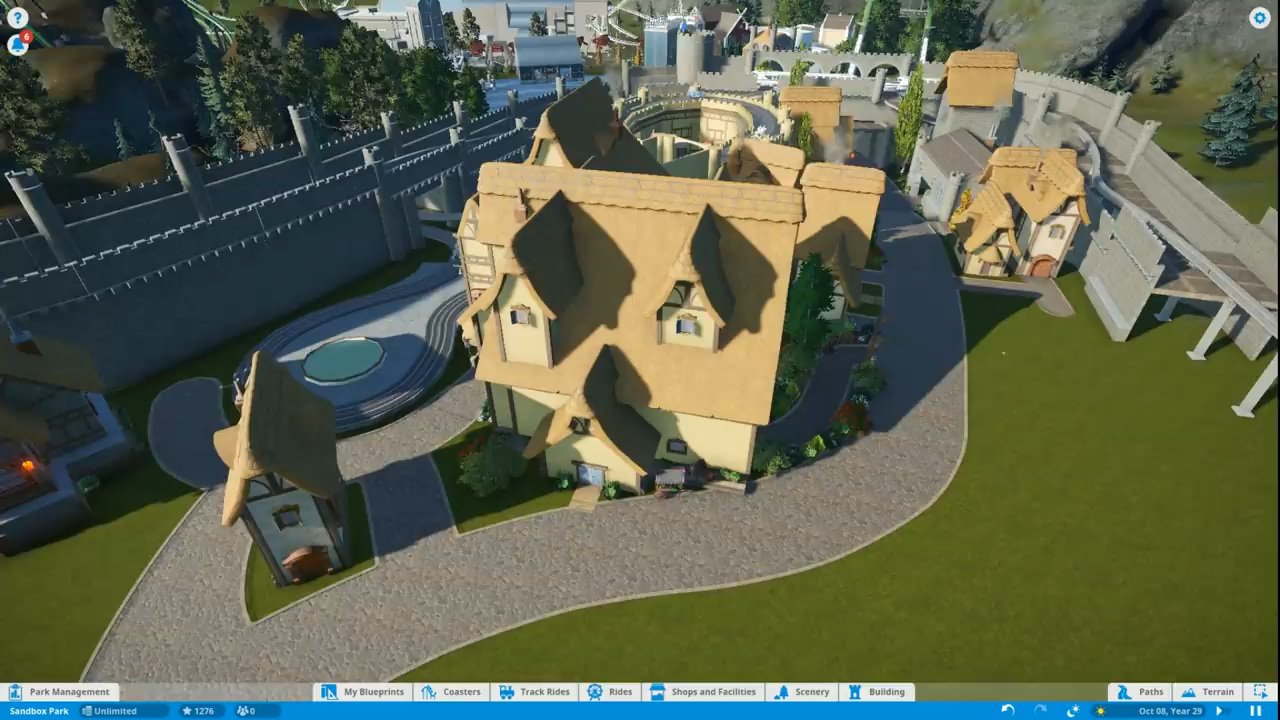 ?
6
Park Management
My Blueprints
Coasters
Track Rides
Rides
Shops and Facilities
Scenery
Building
Paths
Terrain
Sandbox Park
Unlimited
1276
0
Oct 08, Year 29